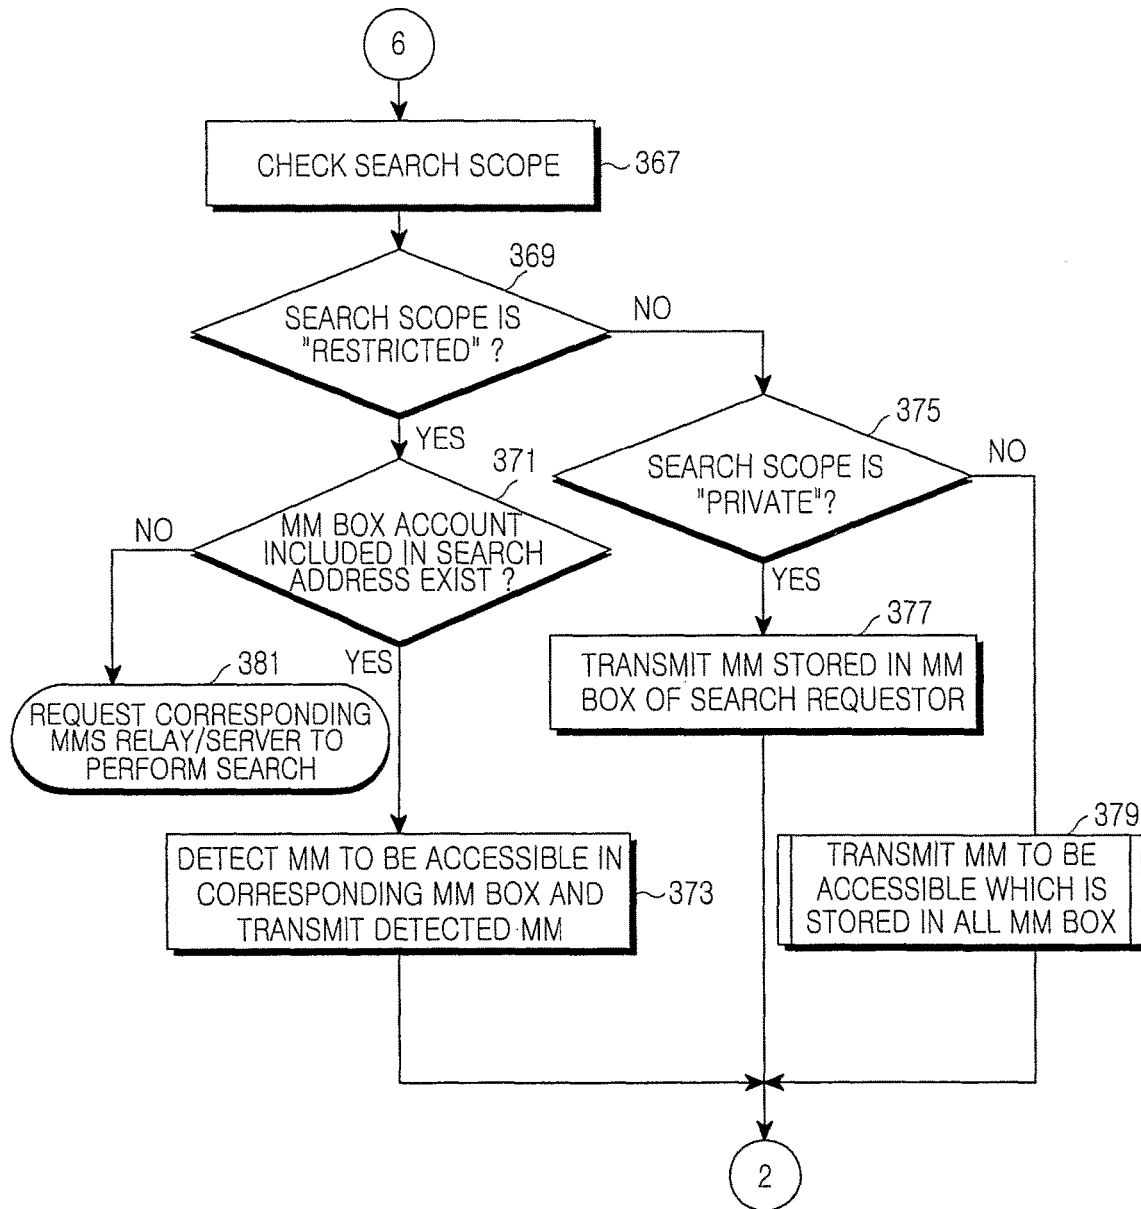 6
CHECK SEARCH SCOPE
367
369
SEARCH SCOPE IS
"RESTRICTED" ?
NO
YES
375
SEARCH SCOPE IS
"PRIVATE"?
NO
YES
371
MM BOX ACCOUNT
INCLUDED IN SEARCH
ADDRESS EXIST ?
NO
YES
377
TRANSMIT MM STORED IN MM
BOX OF SEARCH REQUESTOR
381
REQUEST CORRESPONDING
MMS RELAY/SERVER TO
PERFORM SEARCH
DETECT MM TO BE ACCESSIBLE IN
CORRESPONDING MM BOX AND
TRANSMIT DETECTED MM
373
379
TRANSMIT MM TO BE
ACCESSIBLE WHICH IS
STORED IN ALL MM BOX
2